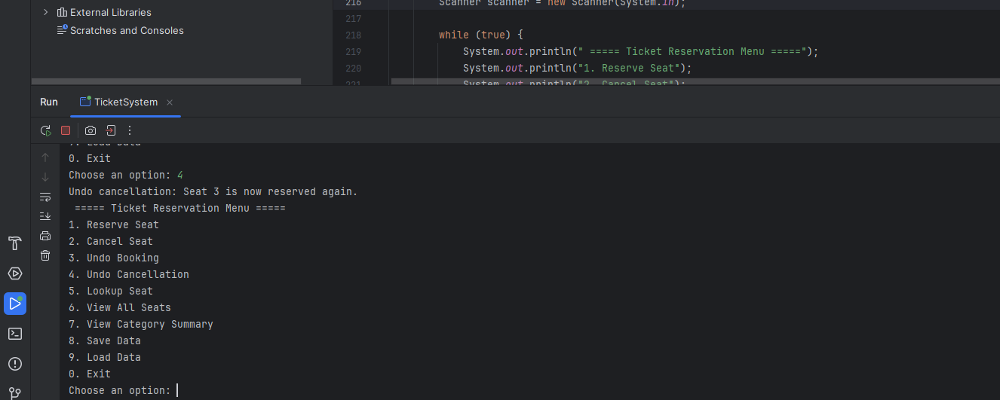 External Libraries
Scratches and Consoles
216 Scanner scanner = new Scanner(System.in);
217
218 while (true) {
219 System.out.println(" ===== Ticket Reservation Menu =====");
220 System.out.println("1. Reserve Seat");
221 System.out.println("2. Cancel Seat");
Run TicketSystem
9. Load Data
0. Exit
Choose an option: 4
Undo cancellation: Seat 3 is now reserved again.
===== Ticket Reservation Menu =====
1. Reserve Seat
2. Cancel Seat
3. Undo Booking
4. Undo Cancellation
5. Lookup Seat
6. View All Seats
7. View Category Summary
8. Save Data
9. Load Data
0. Exit
Choose an option: